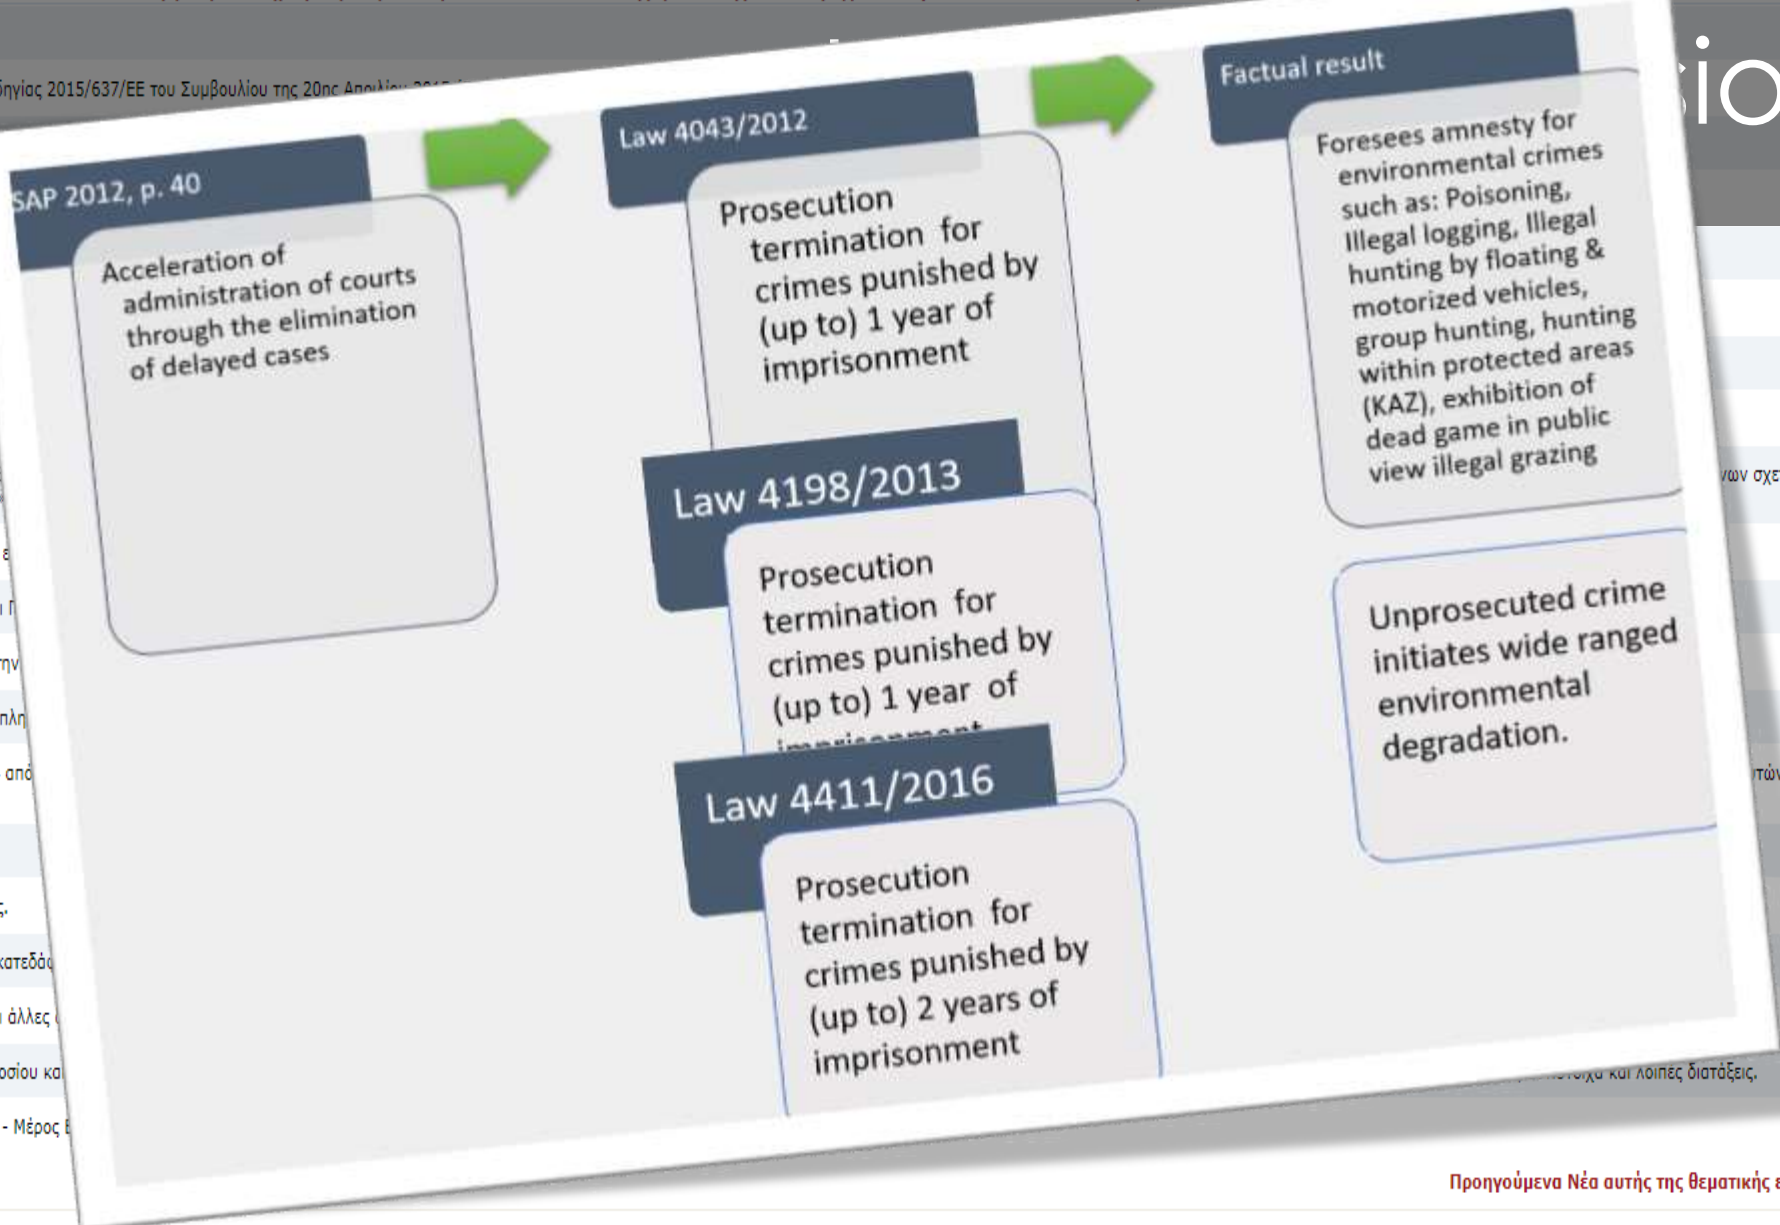 2015/637/ΕΕ του Συμβουλίου της 20ης Απριλίου
SAP 2012, p. 40
Acceleration of
administration of courts
through the elimination
of delayed cases
Law 4043/2012
Prosecution
termination for
crimes punished by
(up to) 1 year of
imprisonment
Law 4198/2013
Prosecution
termination for
crimes punished by
(up to) 1 year of
imprisonment
Law 4411/2016
Prosecution
termination for
crimes punished by
(up to) 2 years of
imprisonment
Factual result
Foresees amnesty for
environmental crimes
such as: Poisoning,
Illegal logging, Illegal
hunting by floating &
motorized vehicles,
group hunting, hunting
within protected areas
(KAZ), exhibition of
dead game in public
view illegal grazing
Unprosecuted crime
initiates wide ranged
environmental
degradation.
από
άλλες
- Μέρος
και λοιπές διατάξεις.
Προηγούμενα Νέα αυτής της θεματικής